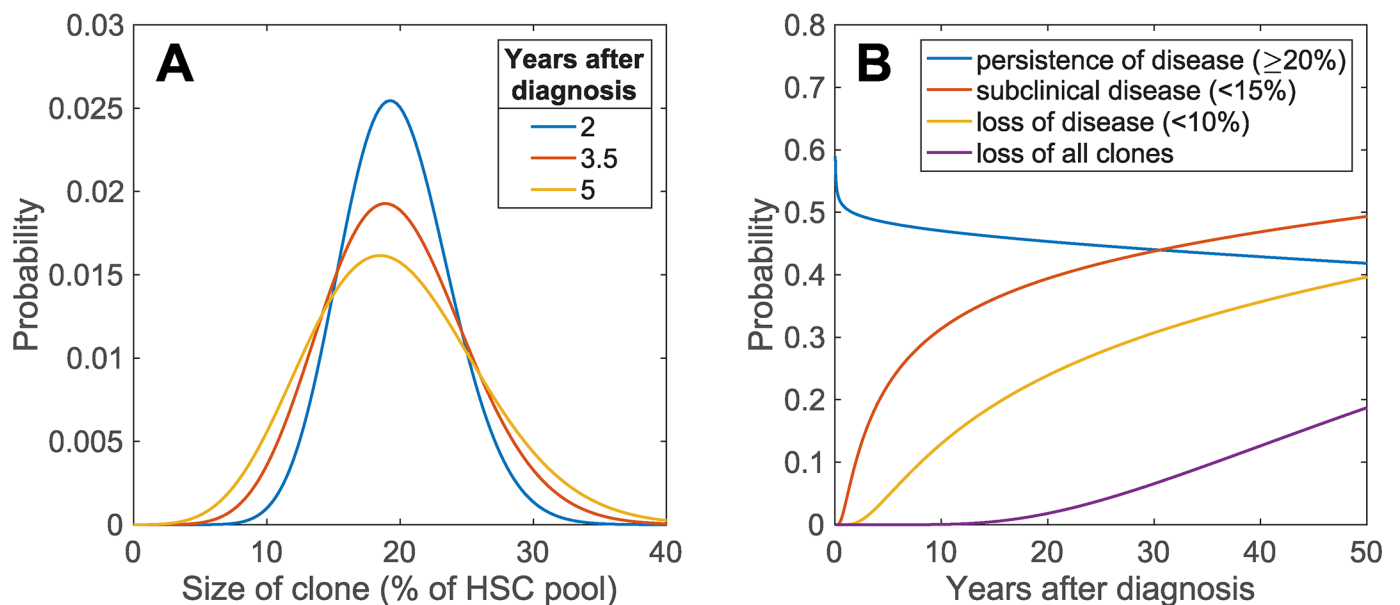 A
Years after
diagnosis
2
3.5
5
0.03
0.025
0.02
0.015
0.01
0.005
0
Probability
0 10 20 30 40
Size of clone (% of HSC pool)
B
persistence of disease (≥20%)
subclinical disease (<15%)
loss of disease (<10%)
loss of all clones
0.8
0.7
0.6
0.5
0.4
0.3
0.2
0.1
0
Probability
0 10 20 30 40 50
Years after diagnosis